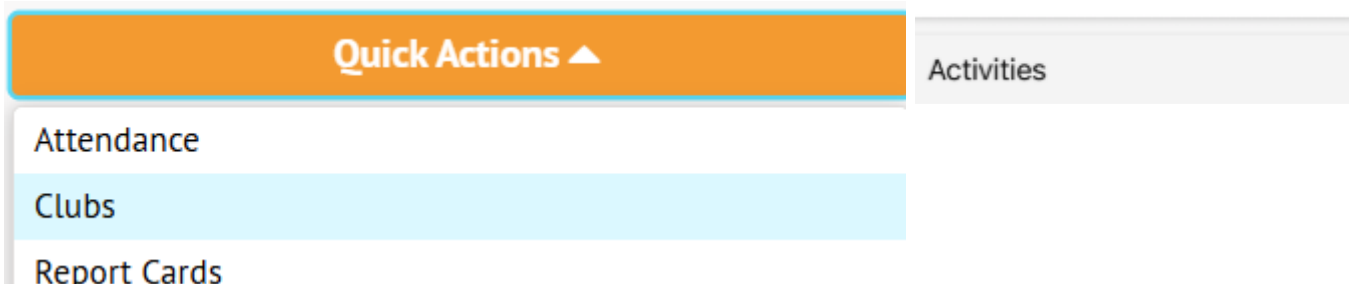 Quick Actions
Activities
Attendance
Clubs
Report Cards